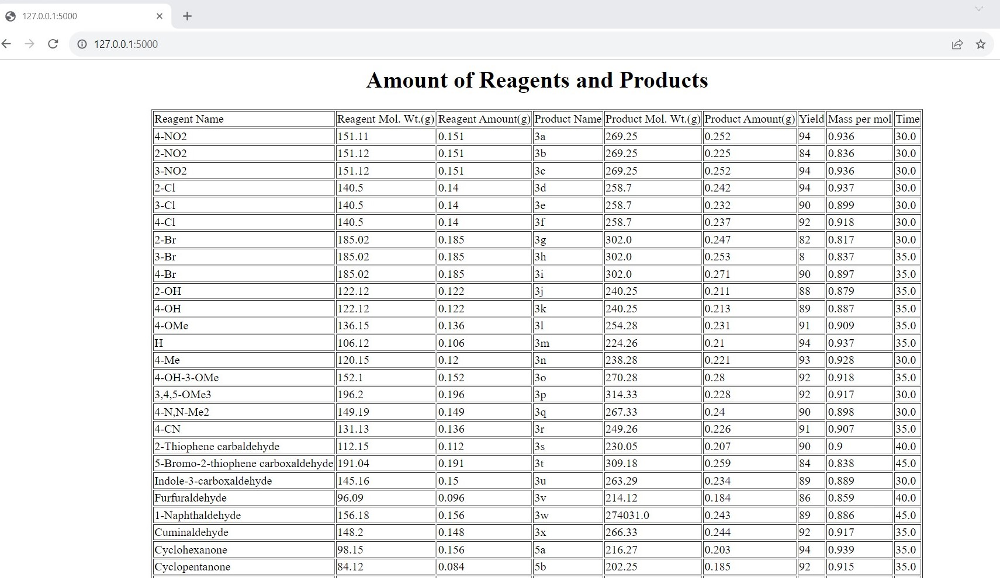 127.0.0.1:5000
127.0.0.1:5000
Amount of Reagents and Products
Reagent Name Reagent Mol. Wt.(g) Reagent Amount(g) Product Name Product Mol. Wt.(g) Product Amount(g) Yield Mass per mol Time
4-NO2 151.11 0.151 3a 269.25 0.252 94 0.936 30.0
2-NO2 151.12 0.151 3b 269.25 0.225 84 0.836 30.0
3-NO2 151.12 0.151 3c 269.25 0.252 94 0.936 30.0
2-Cl 140.5 0.14 3d 258.7 0.242 94 0.937 30.0
3-Cl 140.5 0.14 3e 258.7 0.232 90 0.899 30.0
4-Cl 140.5 0.14 3f 258.7 0.237 92 0.918 30.0
2-Br 185.02 0.185 3g 302.0 0.247 82 0.817 30.0
3-Br 185.02 0.185 3h 302.0 0.253 8 0.837 35.0
4-Br 185.02 0.185 3i 302.0 0.271 90 0.897 35.0
2-OH 122.12 0.122 3j 240.25 0.211 88 0.879 35.0
4-OH 122.12 0.122 3k 240.25 0.213 89 0.887 35.0
4-OMe 136.15 0.136 3l 254.28 0.231 91 0.909 35.0
H 106.12 0.106 3m 224.26 0.21 94 0.937 35.0
4-Me 120.15 0.12 3n 238.28 0.221 93 0.928 30.0
4-OH-3-OMe 152.1 0.152 3o 270.28 0.28 92 0.918 35.0
3,4,5-OMe3 196.2 0.196 3p 314.33 0.228 92 0.917 30.0
4-N,N-Me2 149.19 0.149 3q 267.33 0.24 90 0.898 30.0
4-CN 131.13 0.136 3r 249.26 0.226 91 0.907 35.0
2-Thiophene carbaldehyde 112.15 0.112 3s 230.05 0.207 90 0.9 40.0
5-Bromo-2-thiophene carboxaldehyde 191.04 0.191 3t 309.18 0.259 84 0.838 45.0
Indole-3-carboxaldehyde 145.16 0.15 3u 263.29 0.234 89 0.889 30.0
Furfuraldehyde 96.09 0.096 3v 214.12 0.184 86 0.859 40.0
1-Naphthaldehyde 156.18 0.156 3w 274031.0 0.243 89 0.886 45.0
Cuminaldehyde 148.2 0.148 3x 266.33 0.244 92 0.917 35.0
Cyclohexanone 98.15 0.156 5a 216.27 0.203 94 0.939 35.0
Cyclopentanone 84.12 0.084 5b 202.25 0.185 92 0.915 35.0